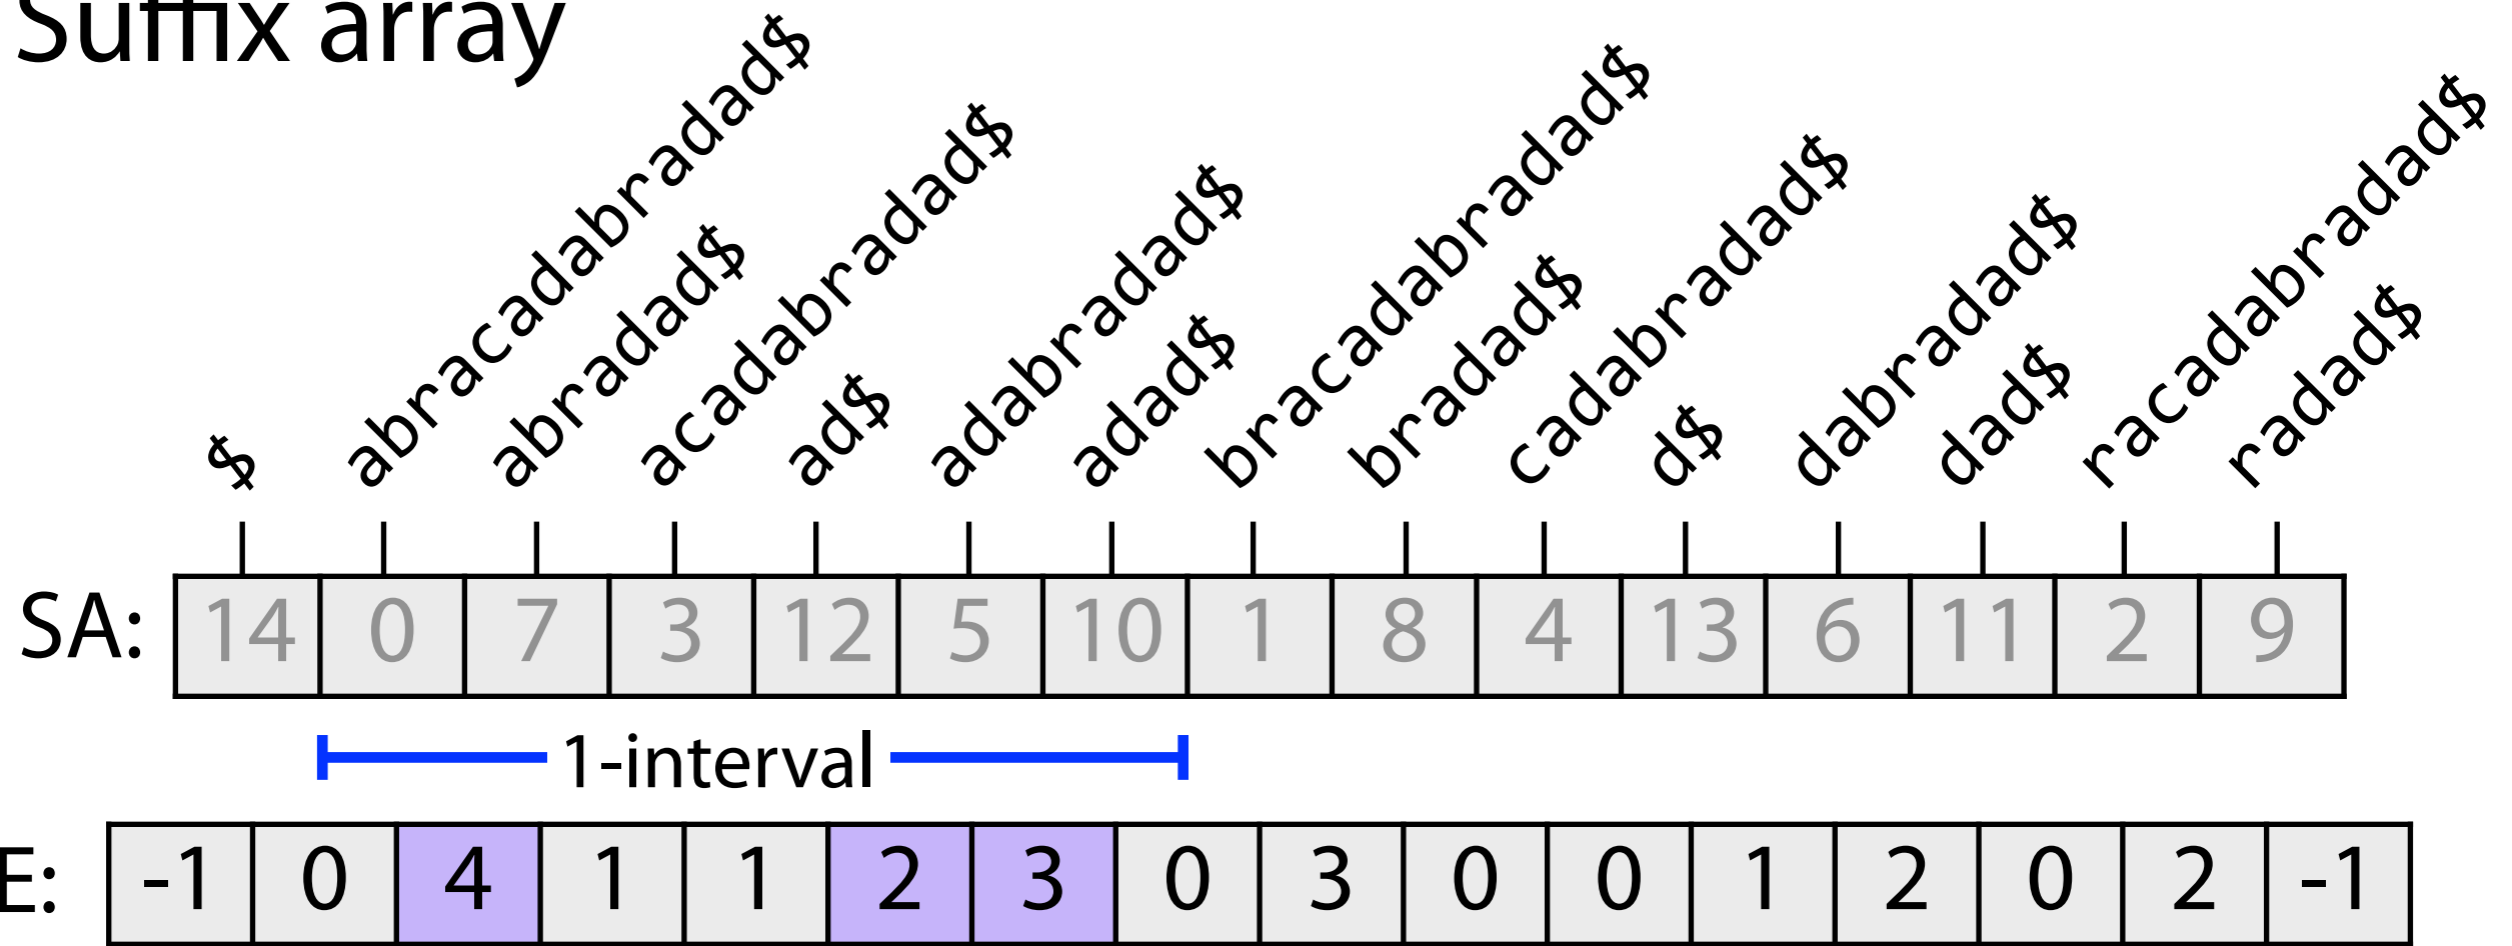 Suffix array
$
abracadabradad$
abradad$
acadabradad$
ad$
adabradad$
adad$
bracadabradad$
bradad$
cadabradad$
d$
dabradad$
dad$
racadabradad$
radad$
SA: 14 0 7 3 12 5 10 1 8 4 13 6 11 2 9
1-interval
E: -1 0 4 1 1 2 3 0 3 0 0 1 2 0 2 -1